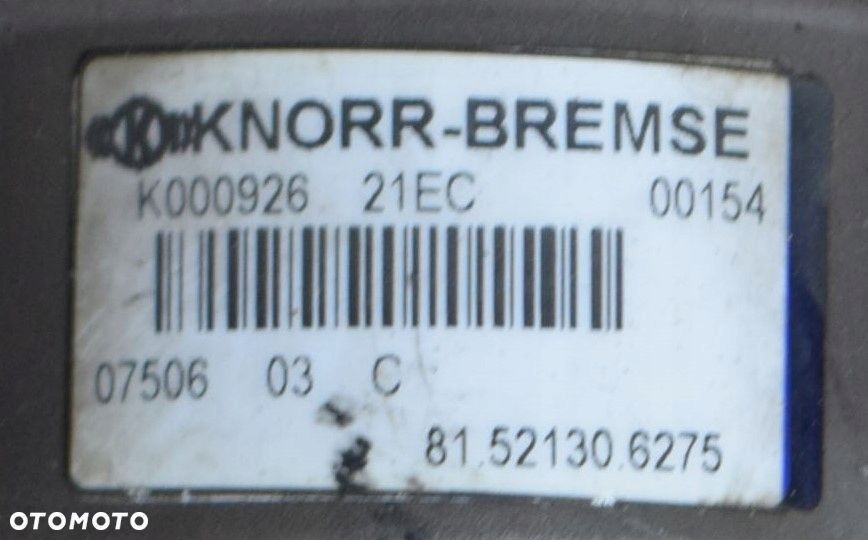 KNORR-BREMSE
K000926 21EC 00154
07506 03 C
81.52130.6275
OTOMOTO